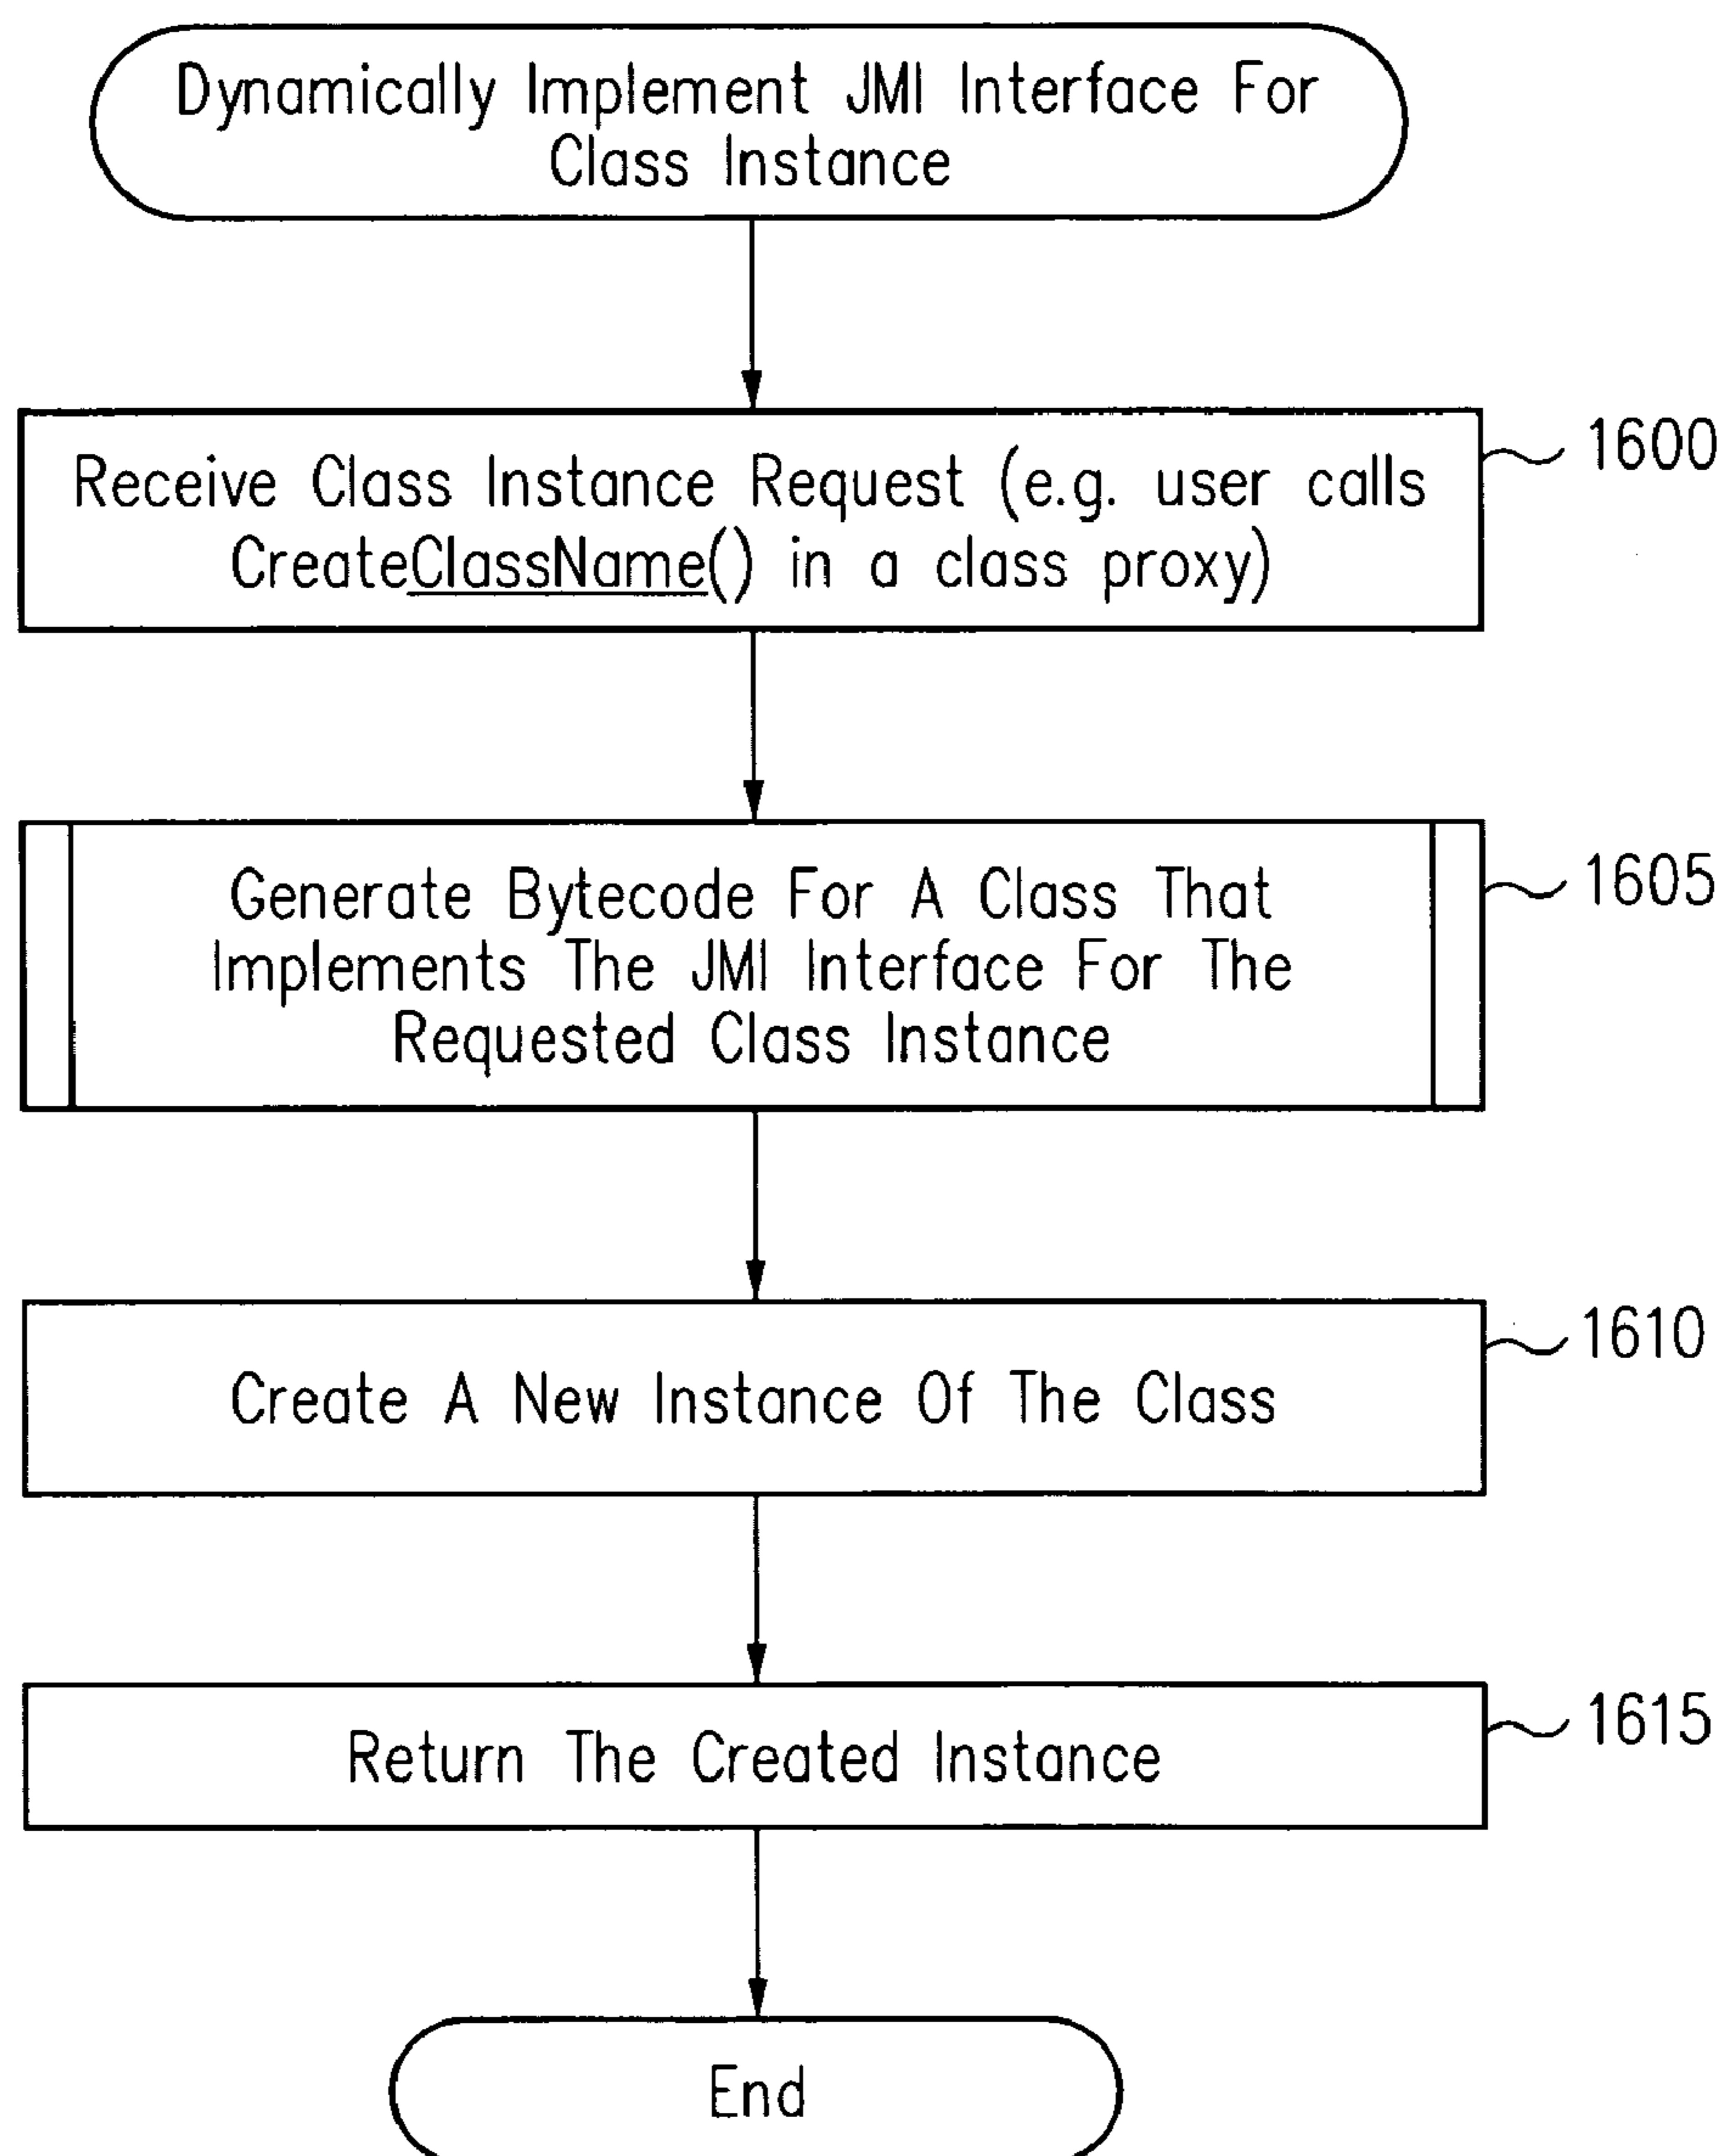 Dynamically Implement JMI Interface For
Class Instance
Receive Class Instance Request (e.g. user calls
CreateClassName() in a class proxy)
1600
Generate Bytecode For A Class That
Implements The JMI Interface For The
Requested Class Instance
1605
Create A New Instance Of The Class
1610
Return The Created Instance
1615
End